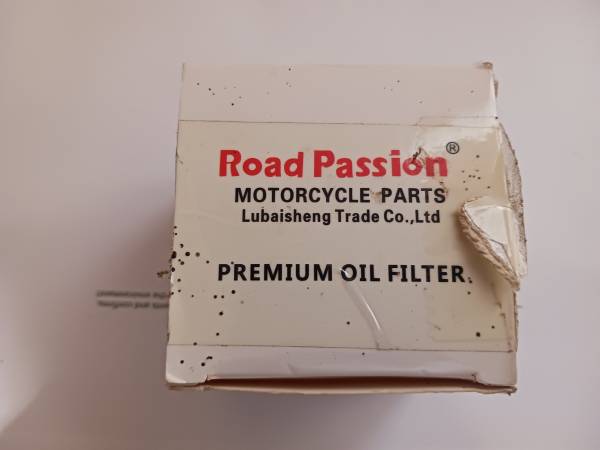 Road Passion®
MOTORCYCLE PARTS
Lubaisheng Trade Co.,Ltd
PREMIUM OIL FILTER